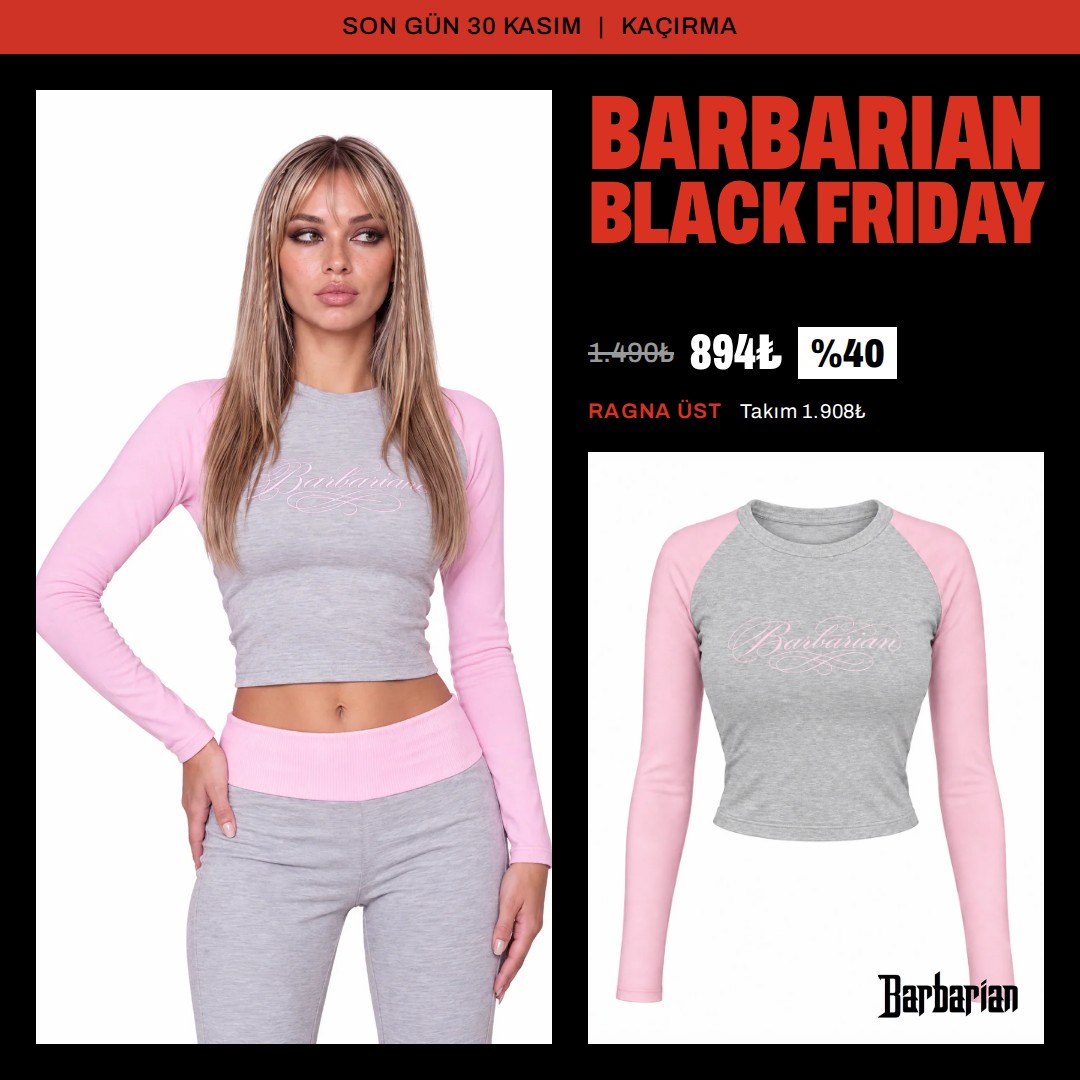 SON GÜN 30 KASIM | KAÇIRMA
BARBARIAN
BLACK FRIDAY
1.490₺ 894₺ %40
RAGNA ÜST Takım 1.908₺
Barbarian
Barbarian
Barbarian